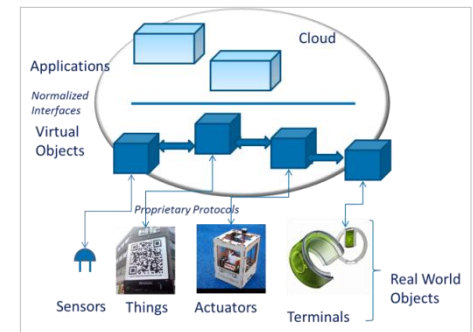 Cloud
Applications
Normalized
Interfaces
Virtual
Objects
Proprietary Protocols
Sensors
Things
Actuators
Terminals
Real World
Objects